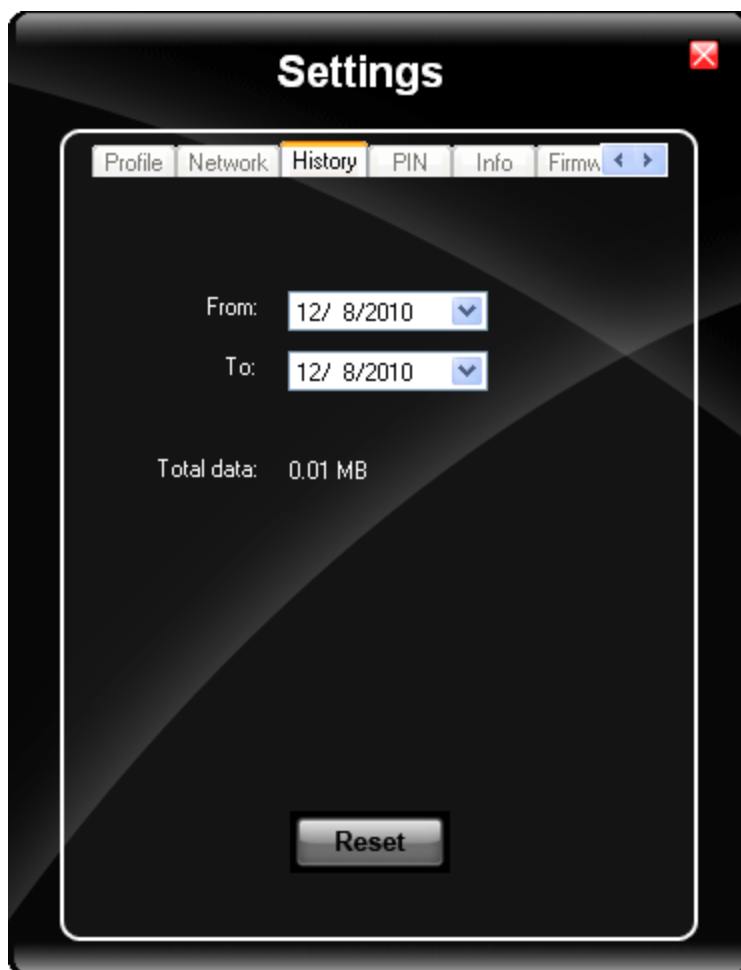 Settings
Profile Network History PIN Info Firmw
From: 12/ 8/2010
To: 12/ 8/2010
Total data: 0.01 MB
Reset